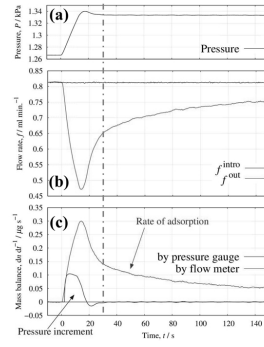 (a)
Pressure, P / kPa
1.34
1.32
1.3
1.28
1.26
Pressure
(b)
Flow rate, f / ml min⁻¹
0.85
0.8
0.75
0.7
0.65
0.6
0.55
0.5
0.45
f intro
f out
(c)
Mass balance, dσ dt⁻¹ / μg s⁻¹
0.35
0.3
0.25
0.2
0.15
0.1
0.05
0
-0.05
Rate of adsorption
by pressure gauge
by flow meter
Pressure increment
0 20 40 60 80 100 120 140
Time, t / s